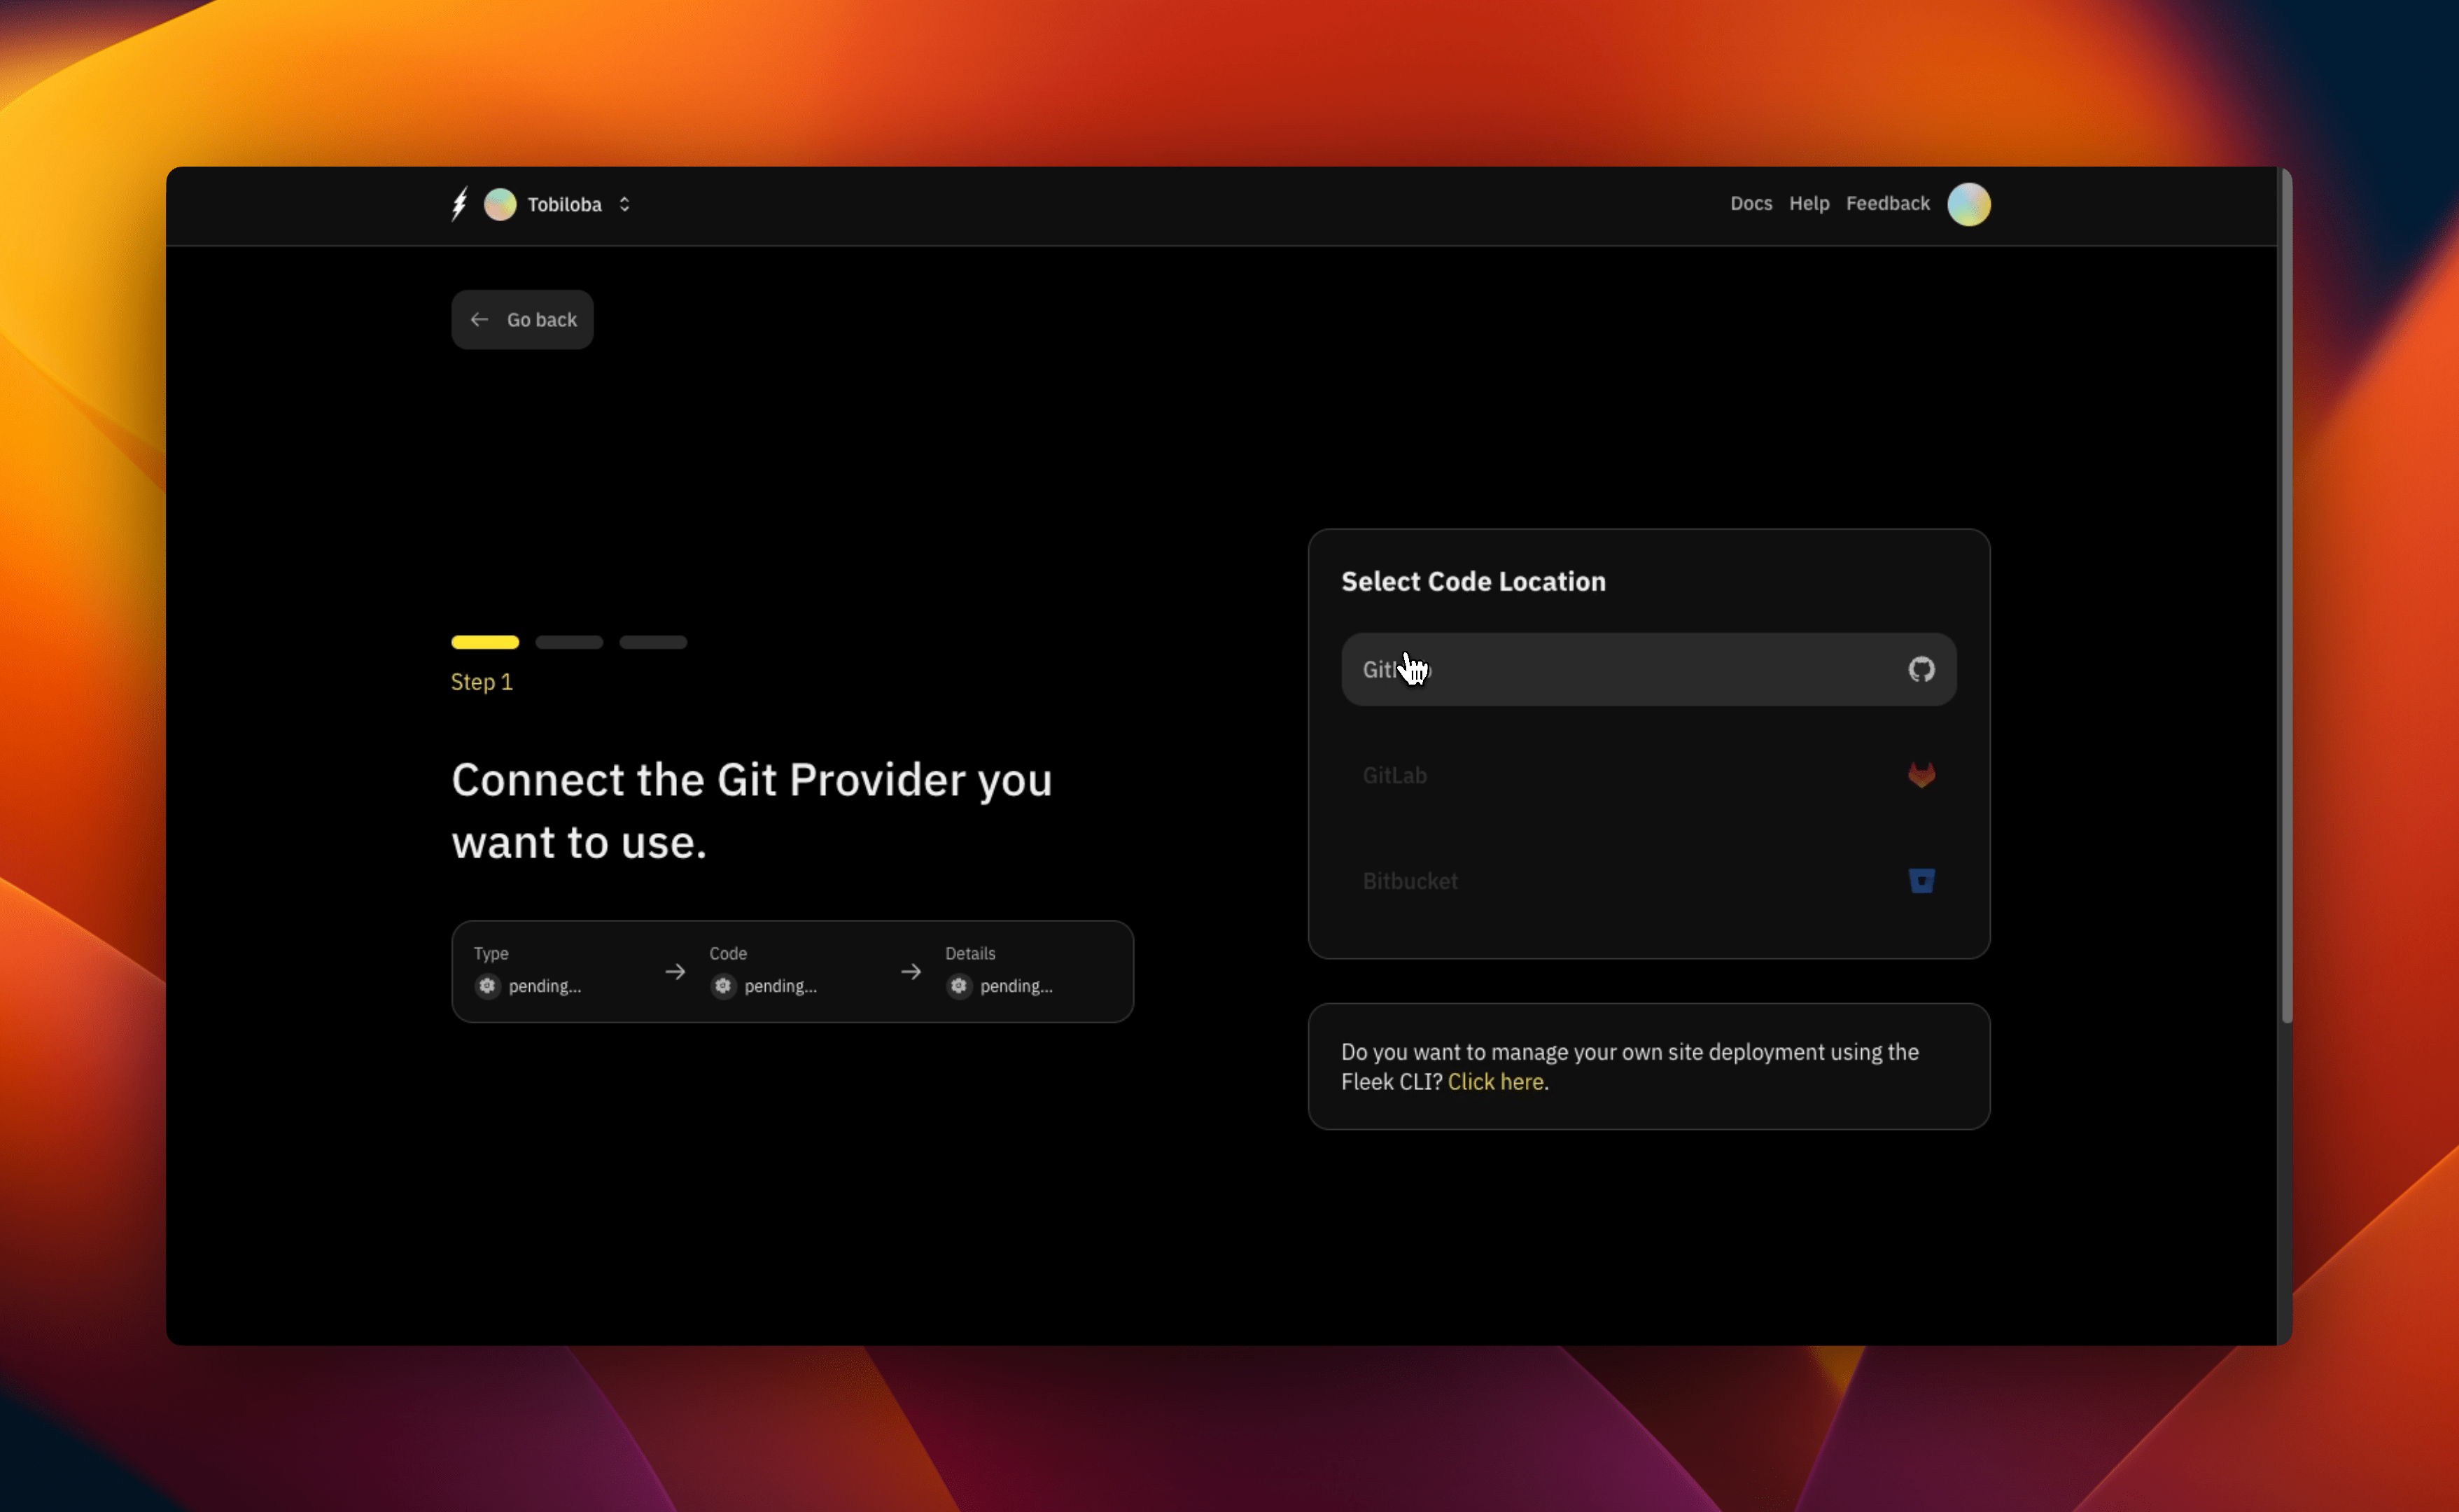 Tobiloba
Docs Help Feedback
Go back
Step 1
Connect the Git Provider you
want to use.
Type
pending...
Code
pending...
Details
pending...
Select Code Location
GitLab
Bitbucket
Do you want to manage your own site deployment using the
Fleek CLI? Click here.